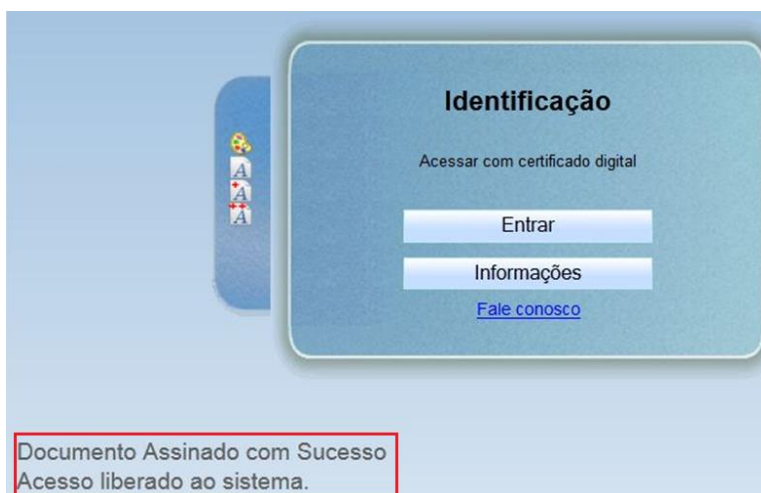 Identificação
Acessar com certificado digital
A
A
A
Entrar
Informações
Fale conosco
Documento Assinado com Sucesso
Acesso liberado ao sistema.